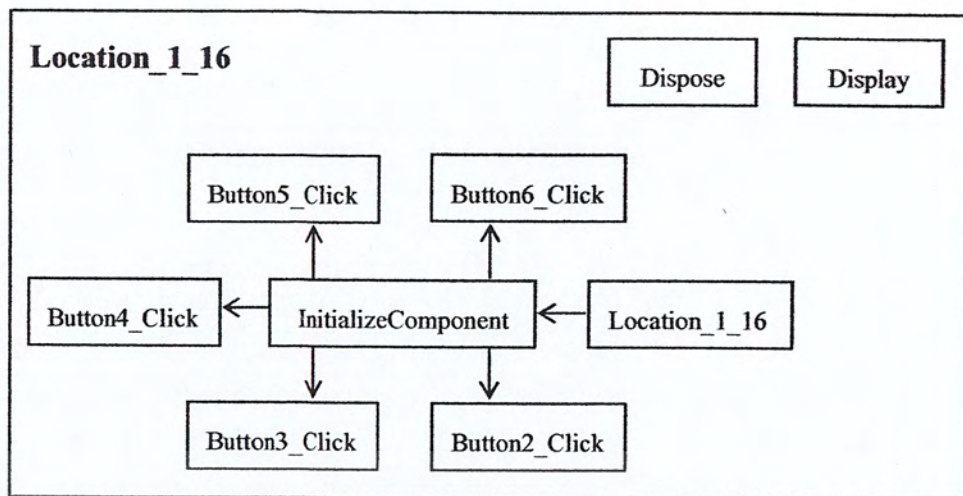 Location_1_16
Dispose
Display
Button5_Click
Button6_Click
Button4_Click
InitializeComponent
Location_1_16
Button3_Click
Button2_Click